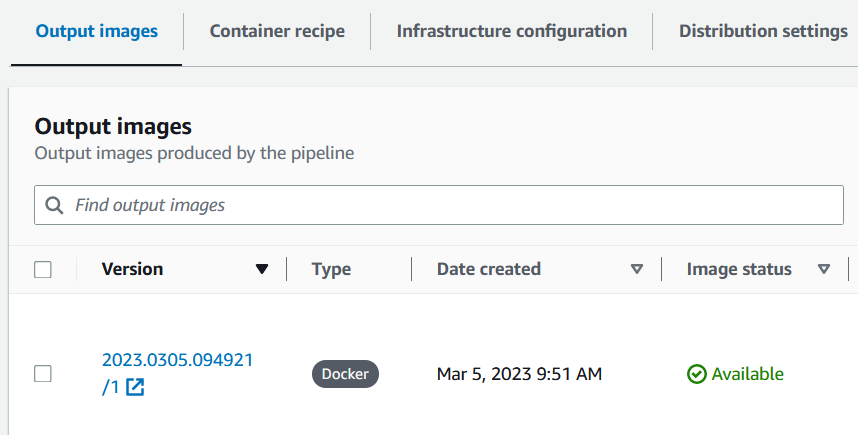 Output images Container recipe Infrastructure configuration Distribution settings
Output images
Output images produced by the pipeline
Find output images
Version Type Date created Image status
2023.0305.094921
/1 Docker Mar 5, 2023 9:51 AM Available